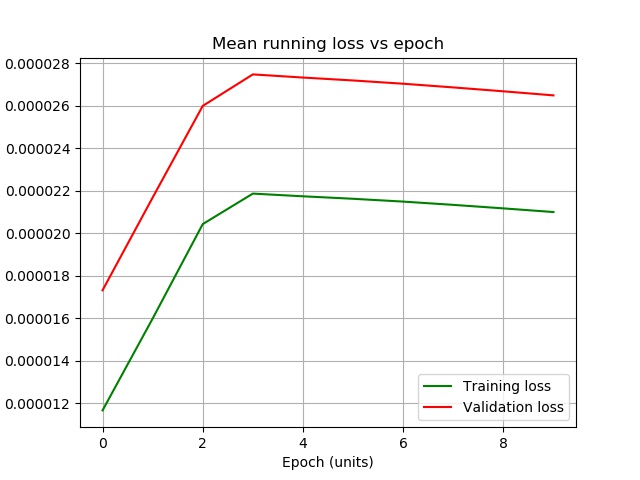 Mean running loss vs epoch
0.000028
0.000026
0.000024
0.000022
0.000020
0.000018
0.000016
0.000014
0.000012
Training loss
Validation loss
0 2 4 6 8
Epoch (units)